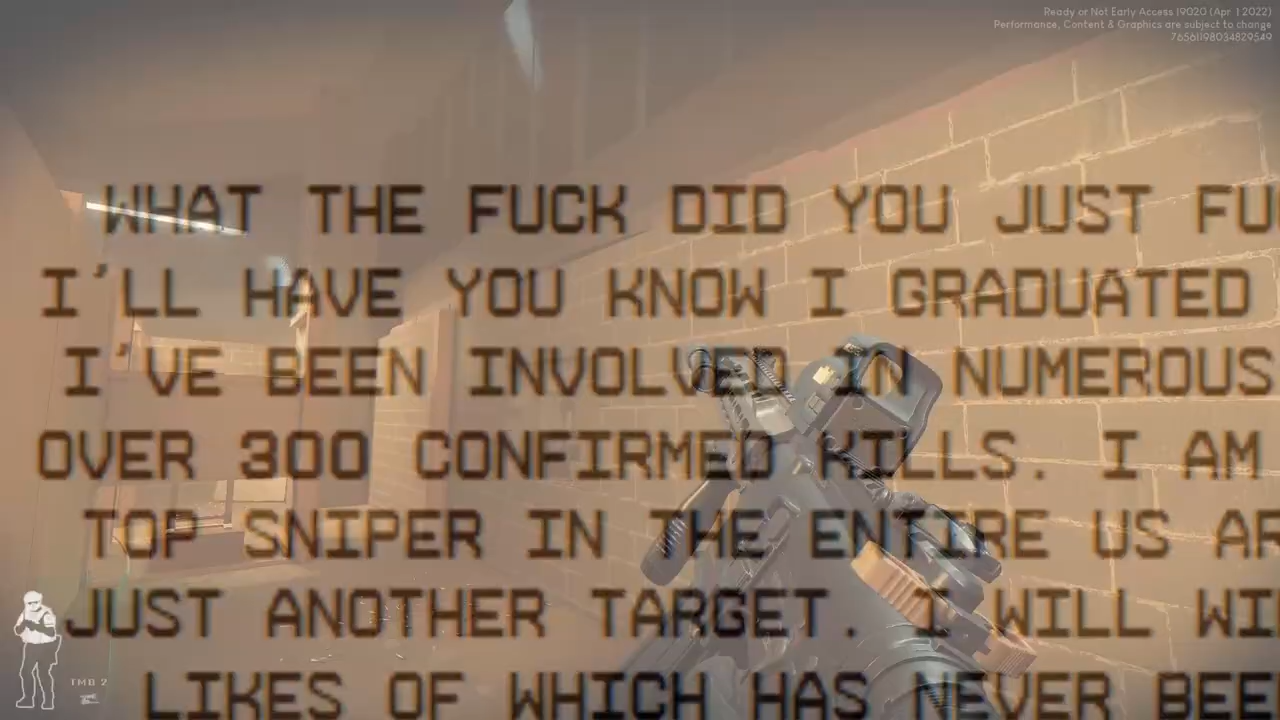 Ready or Not Early Access 19020 (Apr 1 2022)
Performance, Content & Graphics are subject to change
76561198034829549
WHAT THE FUCK DID YOU JUST FU
I'LL HAVE YOU KNOW I GRADUATED
I'VE BEEN INVOLVED IN NUMEROUS
OVER 300 CONFIRMED KILLS. I AM
TOP SNIPER IN THE ENTIRE US AR
JUST ANOTHER TARGET. I WILL WI
LIKES OF WHICH HAS NEVER BEE
TMB 2